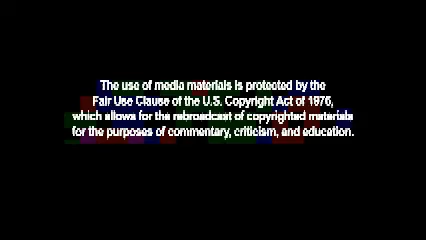 The use of media materials is protected by the
Fair Use Clause of the U.S. Copyright Act of 1976,
which allows for the rebroadcast of copyrighted materials
for the purposes of commentary, criticism, and education.